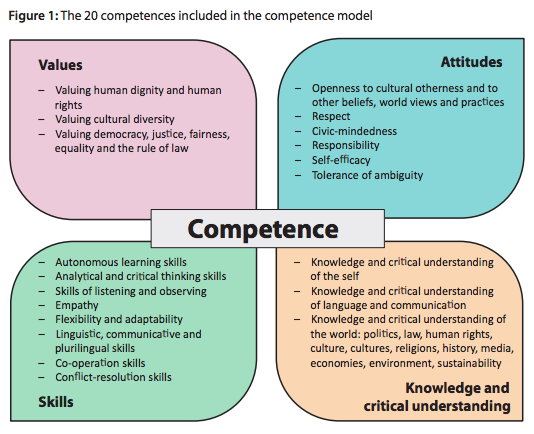 Figure 1: The 20 competences included in the competence model
Values
– Valuing human dignity and human
rights
– Valuing cultural diversity
– Valuing democracy, justice, fairness,
equality and the rule of law
Attitudes
– Openness to cultural otherness and to
other beliefs, world views and practices
– Respect
– Civic-mindedness
– Responsibility
– Self-efficacy
– Tolerance of ambiguity
Competence
– Autonomous learning skills
– Analytical and critical thinking skills
– Skills of listening and observing
– Empathy
– Flexibility and adaptability
– Linguistic, communicative and
plurilingual skills
– Co-operation skills
– Conflict-resolution skills
Skills
– Knowledge and critical understanding
of the self
– Knowledge and critical understanding
of language and communication
– Knowledge and critical understanding of
the world: politics, law, human rights,
culture, cultures, religions, history, media,
economies, environment, sustainability
Knowledge and
critical understanding